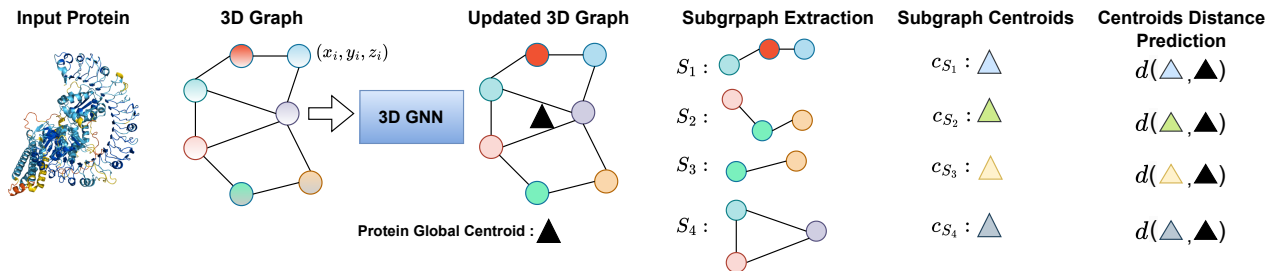 Input Protein
3D Graph
Updated 3D Graph
Subgrpaph Extraction
Subgraph Centroids
Centroids Distance
Prediction
(x_i, y_i, z_i)
3D GNN
Protein Global Centroid :
S_1 :
S_2 :
S_3 :
S_4 :
c_{S_1} :
c_{S_2} :
c_{S_3} :
c_{S_4} :
d( , )
d( , )
d( , )
d( , )